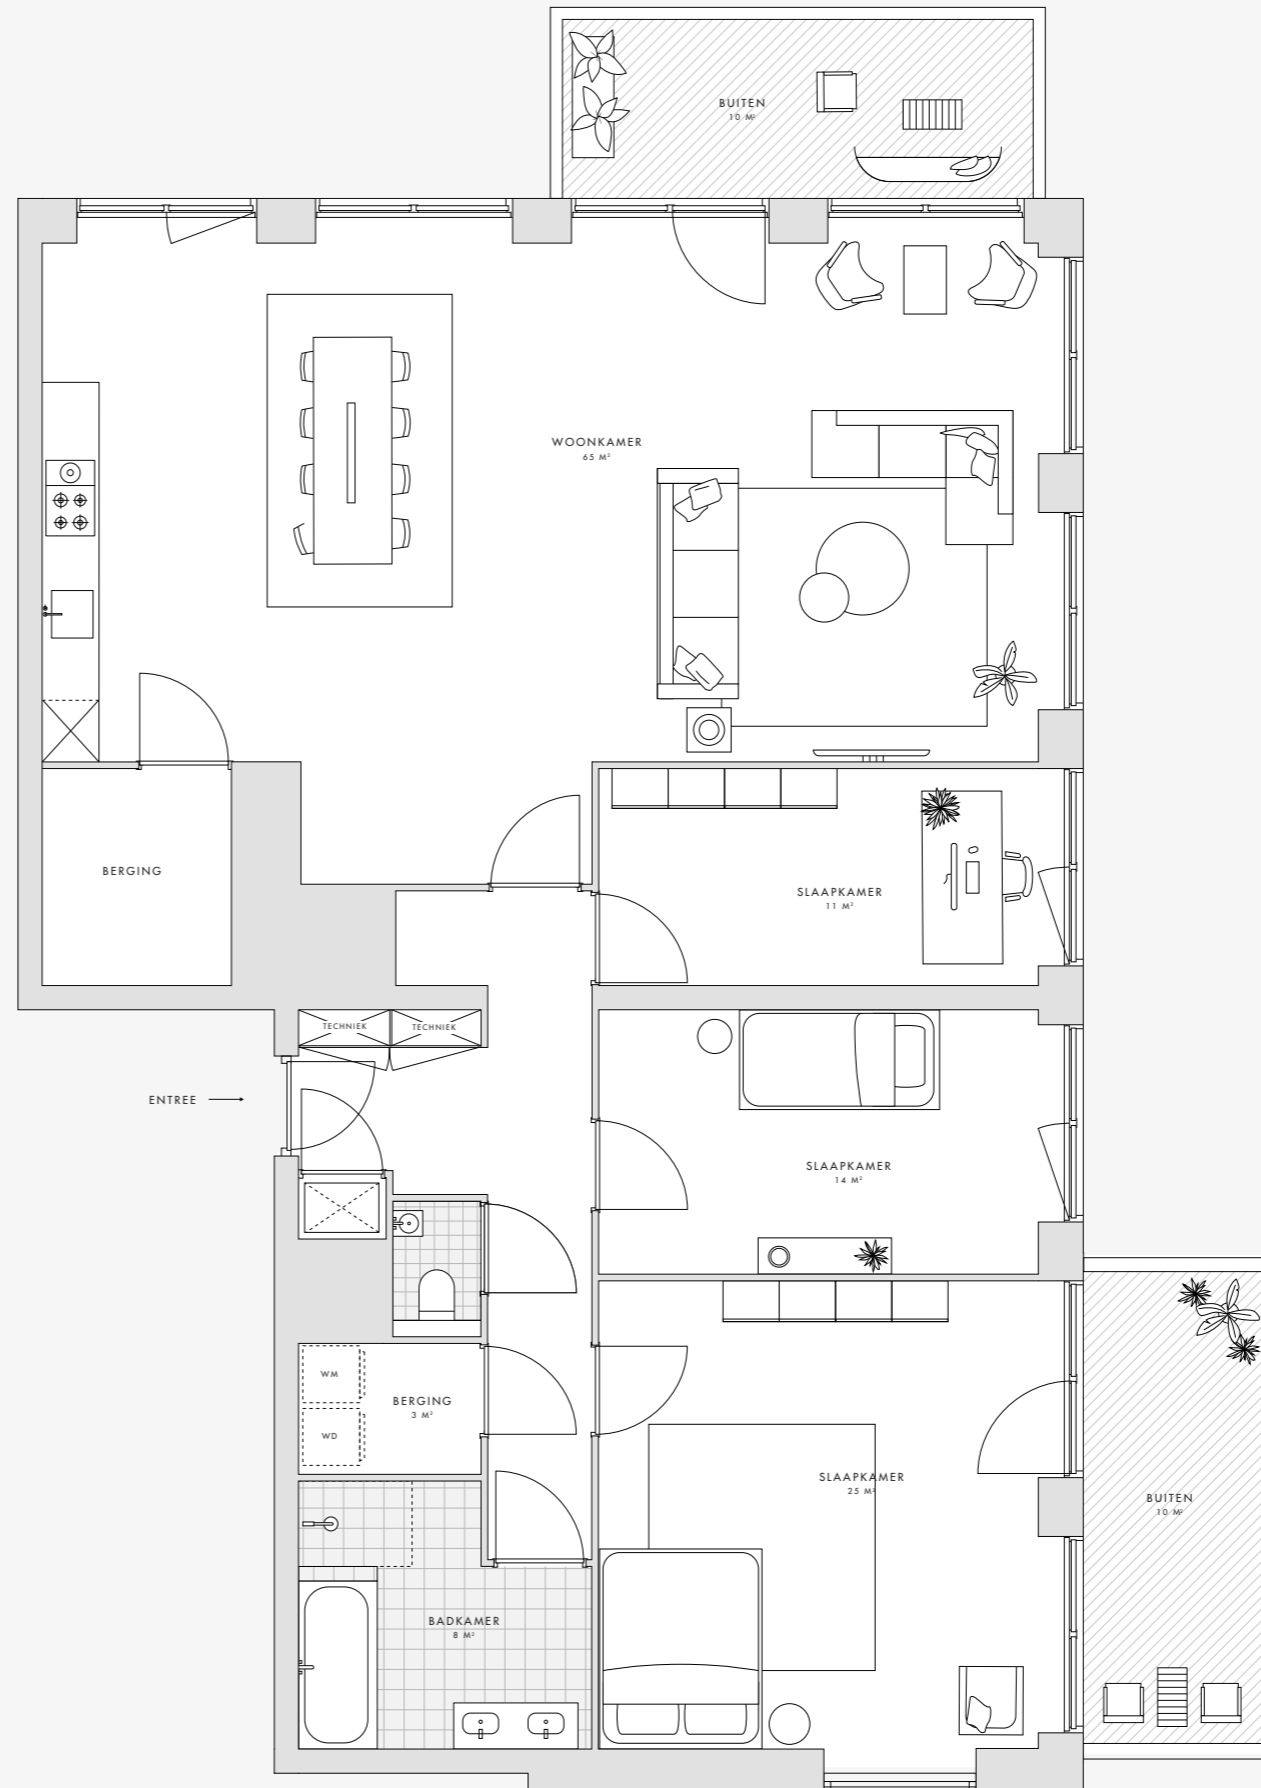 BUITEN
10 M²
WOONKAMER
65 M²
BERGING
SLAAPKAMER
11 M²
TECHNIEK
TECHNIEK
ENTREE
SLAAPKAMER
14 M²
WM
BERGING
3 M²
WD
SLAAPKAMER
25 M²
BUITEN
10 M²
BADKAMER
8 M²